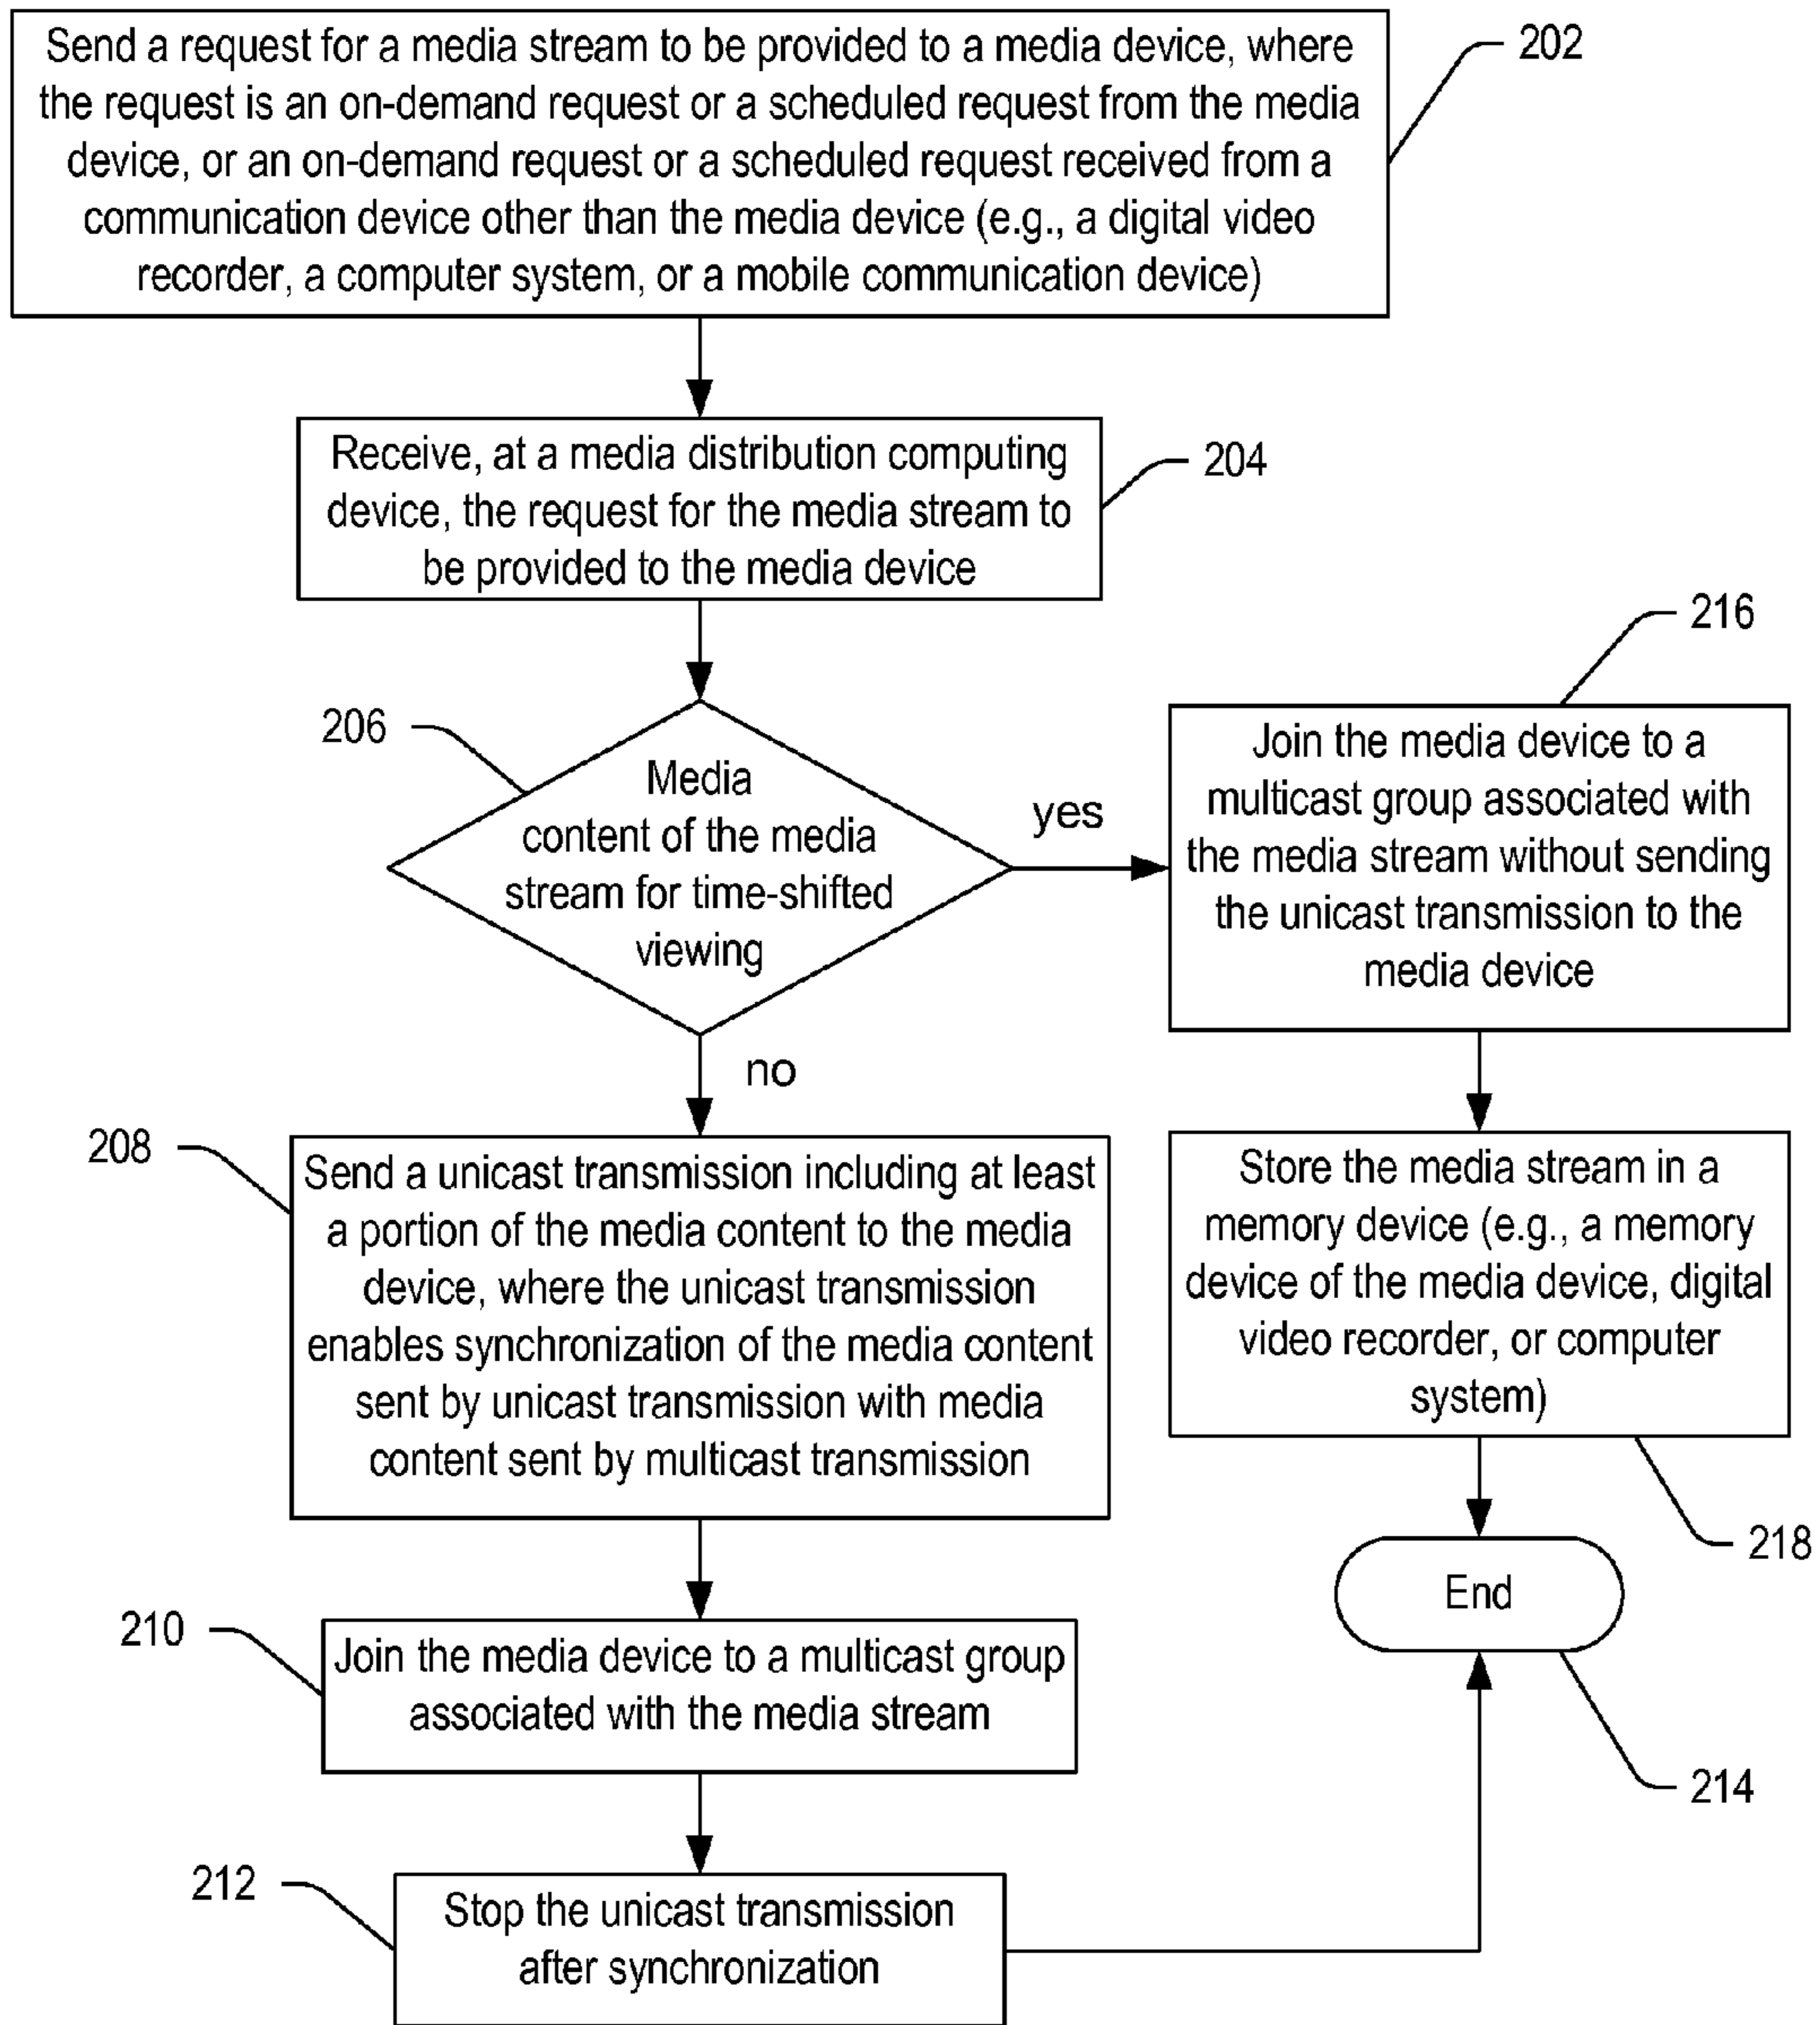 Send a request for a media stream to be provided to a media device, where
the request is an on-demand request or a scheduled request from the media
device, or an on-demand request or a scheduled request received from a
communication device other than the media device (e.g., a digital video
recorder, a computer system, or a mobile communication device)
202
Receive, at a media distribution computing
device, the request for the media stream to
be provided to the media device
204
206
Media
content of the media
stream for time-shifted
viewing
yes
no
216
Join the media device to a
multicast group associated with
the media stream without sending
the unicast transmission to the
media device
208
Send a unicast transmission including at least
a portion of the media content to the media
device, where the unicast transmission
enables synchronization of the media content
sent by unicast transmission with media
content sent by multicast transmission
Store the media stream in a
memory device (e.g., a memory
device of the media device, digital
video recorder, or computer
system)
218
210
Join the media device to a multicast group
associated with the media stream
End
214
212
Stop the unicast transmission
after synchronization